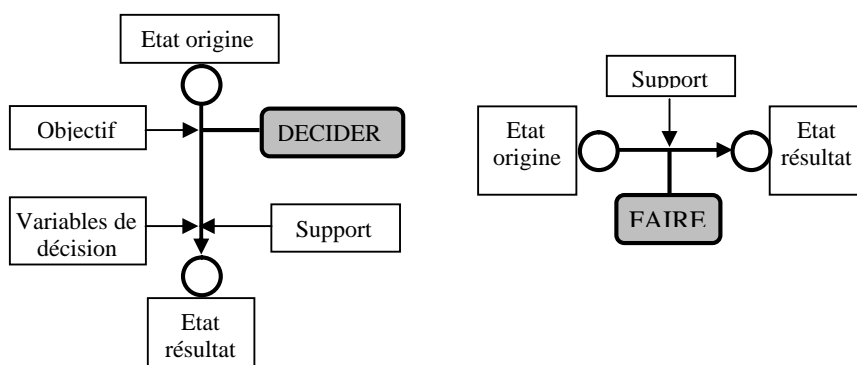 Etat origine
Objectif
DECIDER
Variables de
décision
Support
Etat
résultat
Support
Etat
origine
Etat
résultat
FAIRE